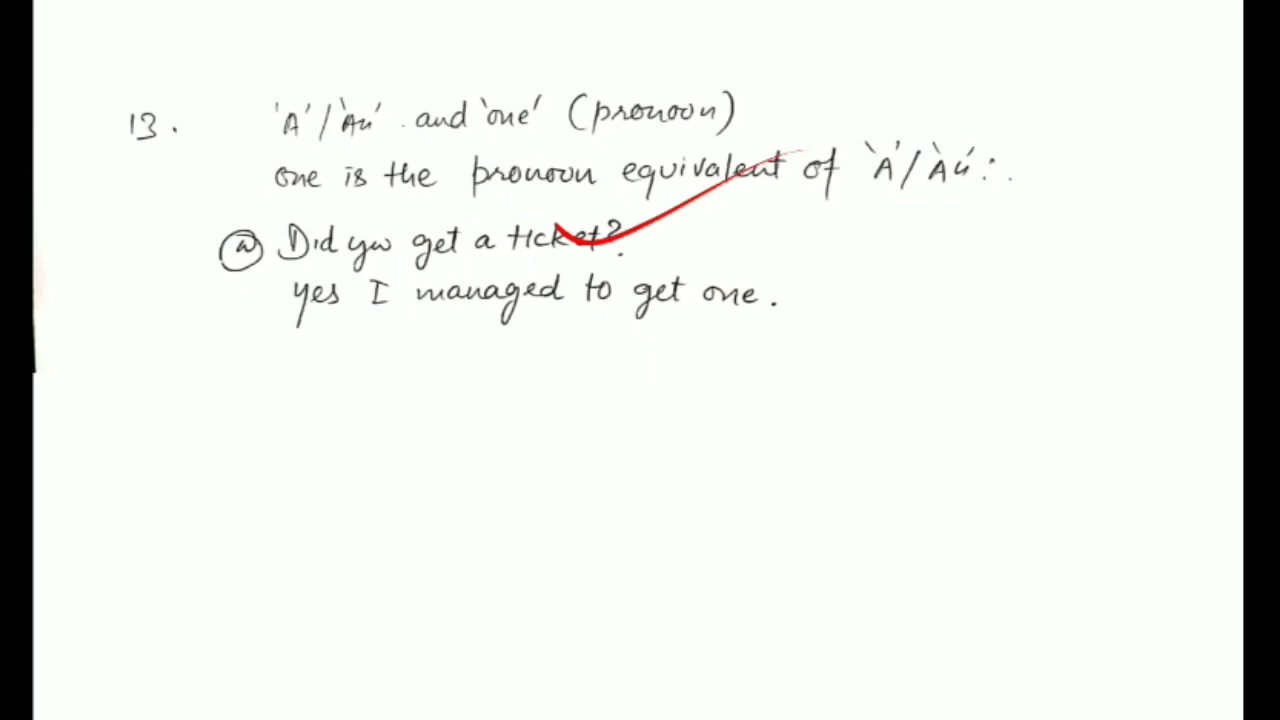 13. 'A'/'An' and 'one' (pronoun)
one is the pronoun equivalent of 'A'/'An':.
(a) Did you get a ticket?
yes I managed to get one.